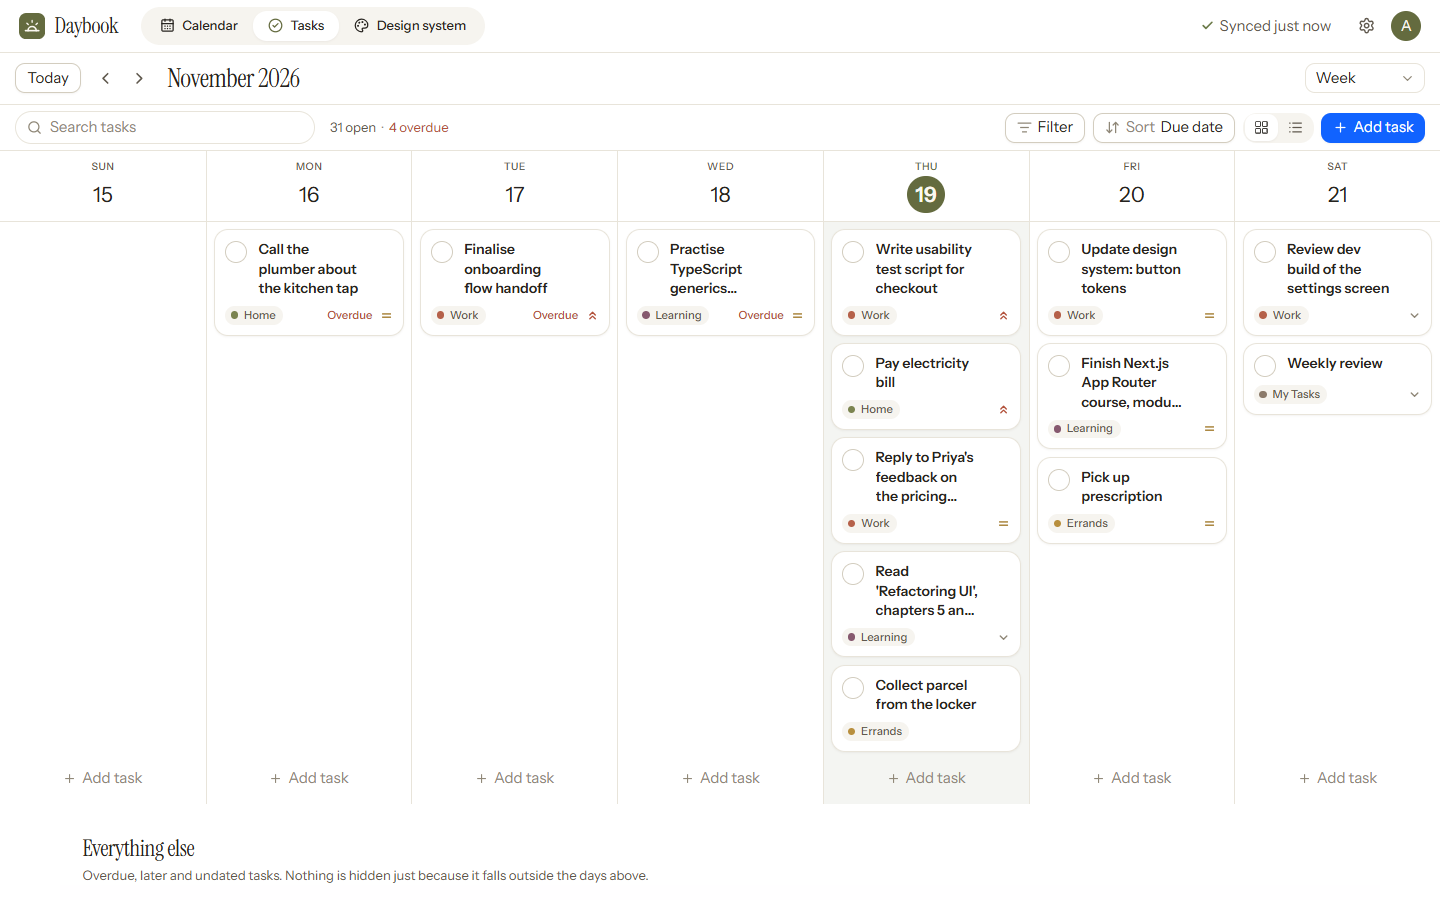 Daybook
Calendar
Tasks
Design system
Synced just now
A
Today
November 2026
Week
Search tasks
31 open · 4 overdue
Filter
Sort Due date
+ Add task
SUN
15
MON
16
TUE
17
WED
18
THU
19
FRI
20
SAT
21
Call the
plumber about
the kitchen tap
Home
Overdue
Finalise
onboarding
flow handoff
Work
Overdue
Practise
TypeScript
generics...
Learning
Overdue
Write usability
test script for
checkout
Work
Pay electricity
bill
Home
Reply to Priya's
feedback on
the pricing...
Work
Read
'Refactoring UI',
chapters 5 an...
Learning
Collect parcel
from the locker
Errands
Update design
system: button
tokens
Work
Finish Next.js
App Router
course, modu...
Learning
Pick up
prescription
Errands
Review dev
build of the
settings screen
Work
Weekly review
My Tasks
+ Add task
+ Add task
+ Add task
+ Add task
+ Add task
+ Add task
+ Add task
Everything else
Overdue, later and undated tasks. Nothing is hidden just because it falls outside the days above.